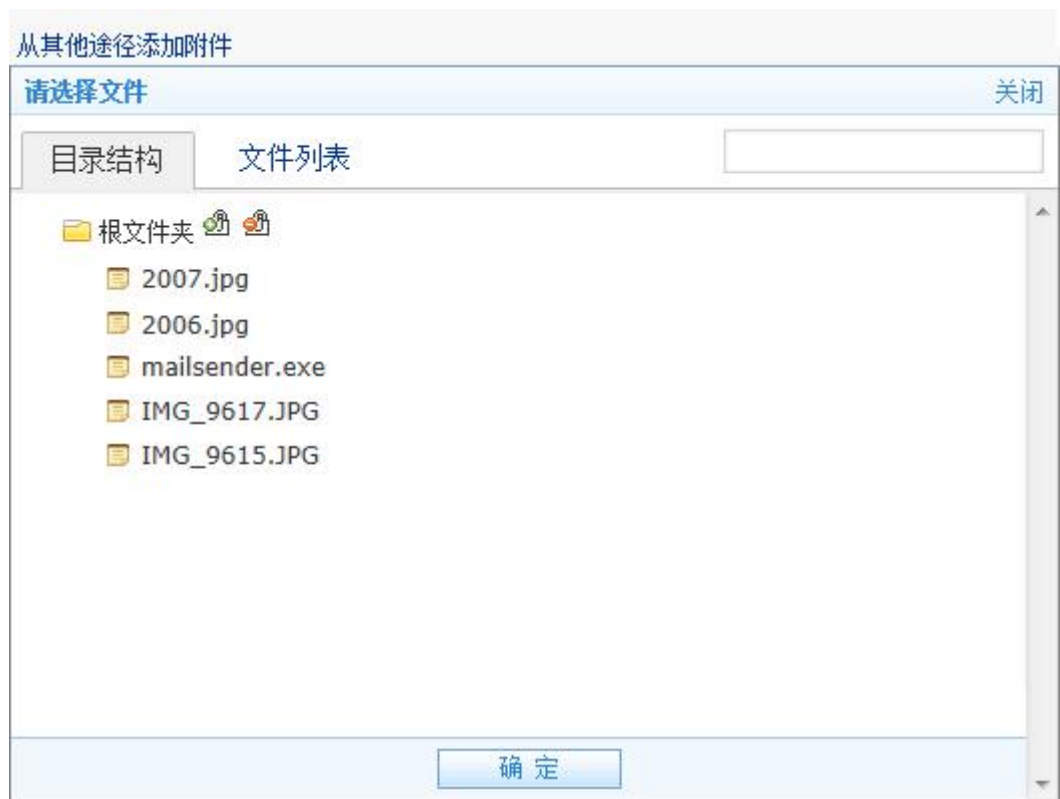 从其他途径添加附件
请选择文件 关闭
目录结构 文件列表
根文件夹
2007.jpg
2006.jpg
mailsender.exe
IMG_9617.JPG
IMG_9615.JPG
确 定